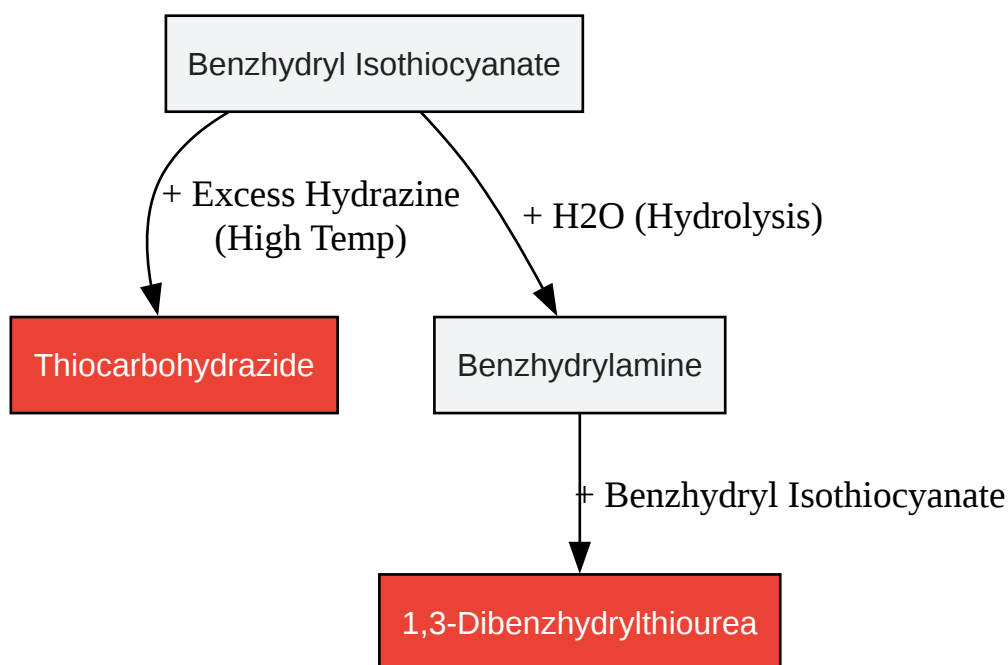 Benzhydryl Isothiocyanate
+ Excess Hydrazine
(High Temp)
+ H2O (Hydrolysis)
Thiocarbohydrazide
Benzhydrylamine
+ Benzhydryl Isothiocyanate
1,3-Dibenzhydrylthiourea